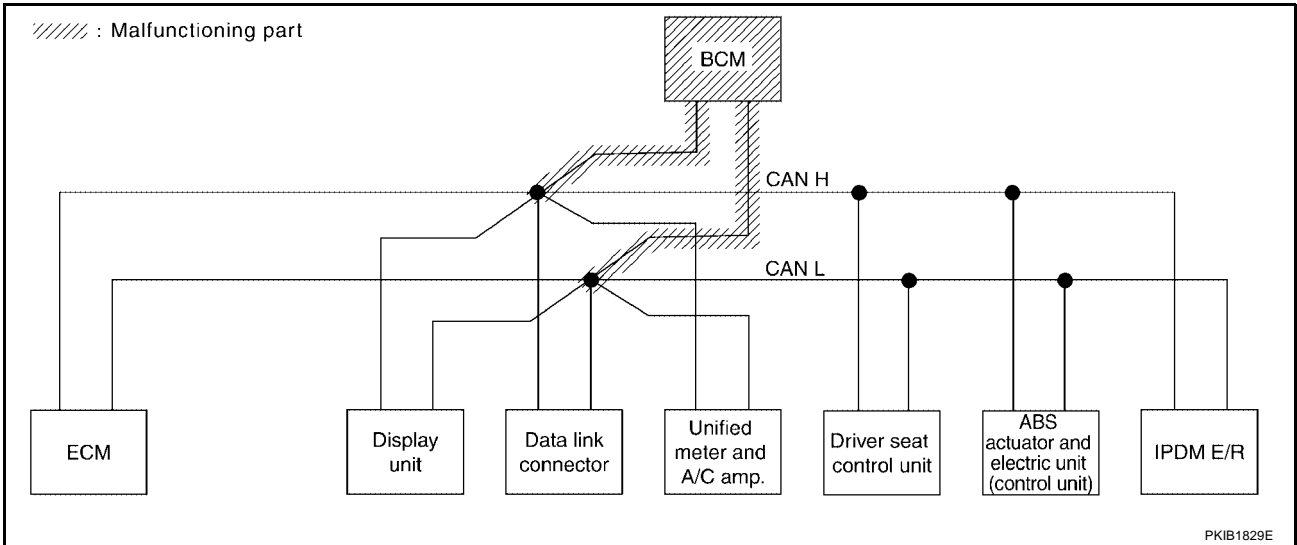 : Malfunctioning part
BCM
CAN H
CAN L
ECM
Display
unit
Data link
connector
Unified
meter and
A/C amp.
Driver seat
control unit
ABS
actuator and
electric unit
(control unit)
IPDM E/R
PKIB1829E